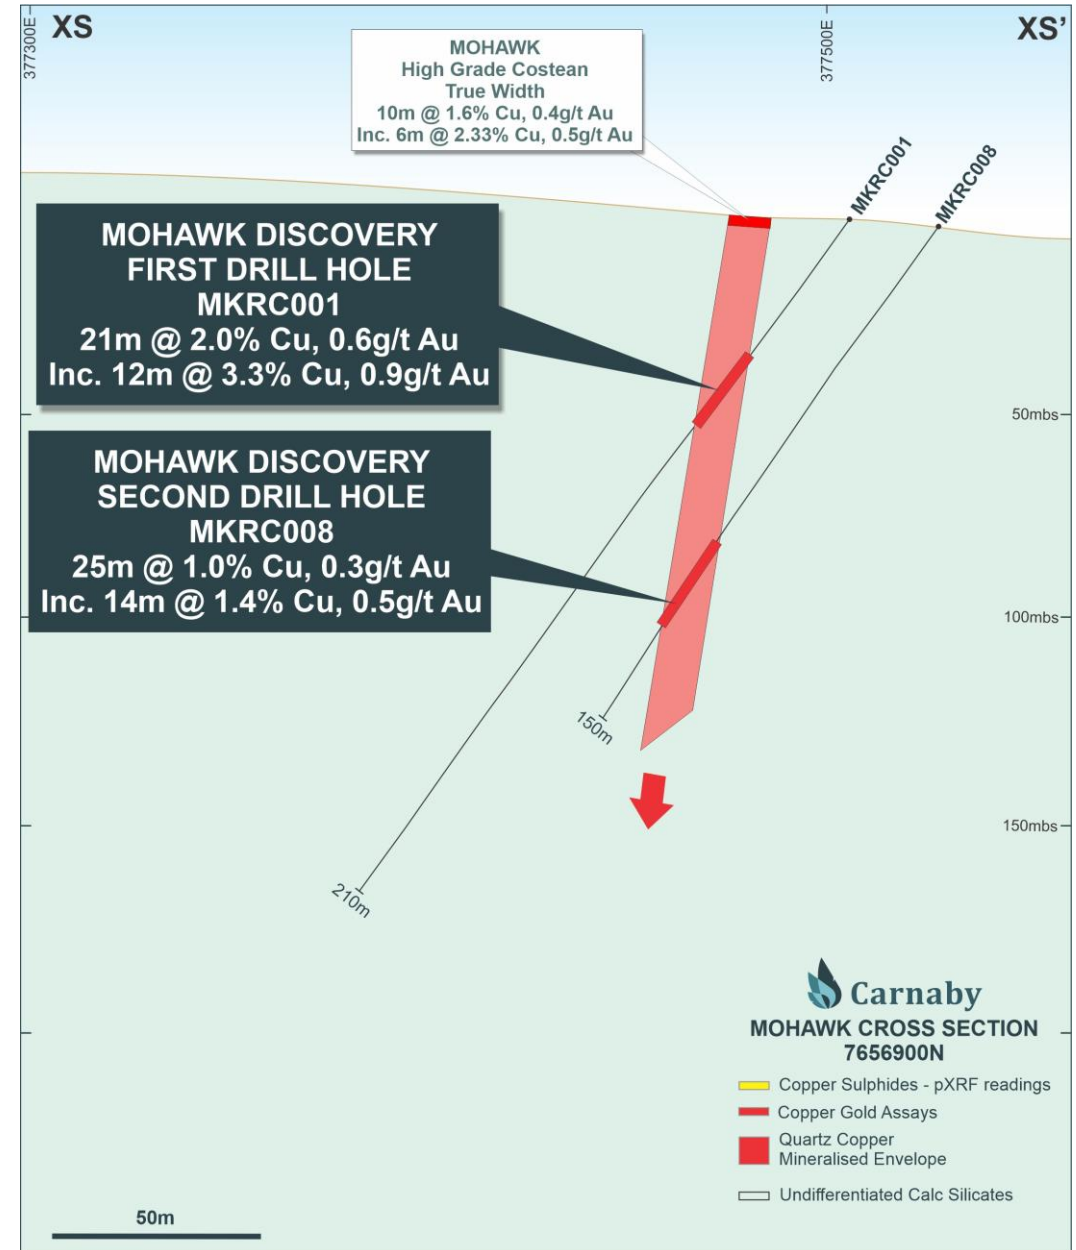 XS
XS’
377300E
377500E
MOHAWK
High Grade Costean
True Width
10m @ 1.6% Cu, 0.4g/t Au
Inc. 6m @ 2.33% Cu, 0.5g/t Au
MKRC001
MKRC008
MOHAWK DISCOVERY
FIRST DRILL HOLE
MKRC001
21m @ 2.0% Cu, 0.6g/t Au
Inc. 12m @ 3.3% Cu, 0.9g/t Au
50mbs
MOHAWK DISCOVERY
SECOND DRILL HOLE
MKRC008
25m @ 1.0% Cu, 0.3g/t Au
Inc. 14m @ 1.4% Cu, 0.5g/t Au
100mbs
150m
150mbs
210m
Carnaby
MOHAWK CROSS SECTION
7656900N
Copper Sulphides - pXRF readings
Copper Gold Assays
Quartz Copper
Mineralised Envelope
Undifferentiated Calc Silicates
50m